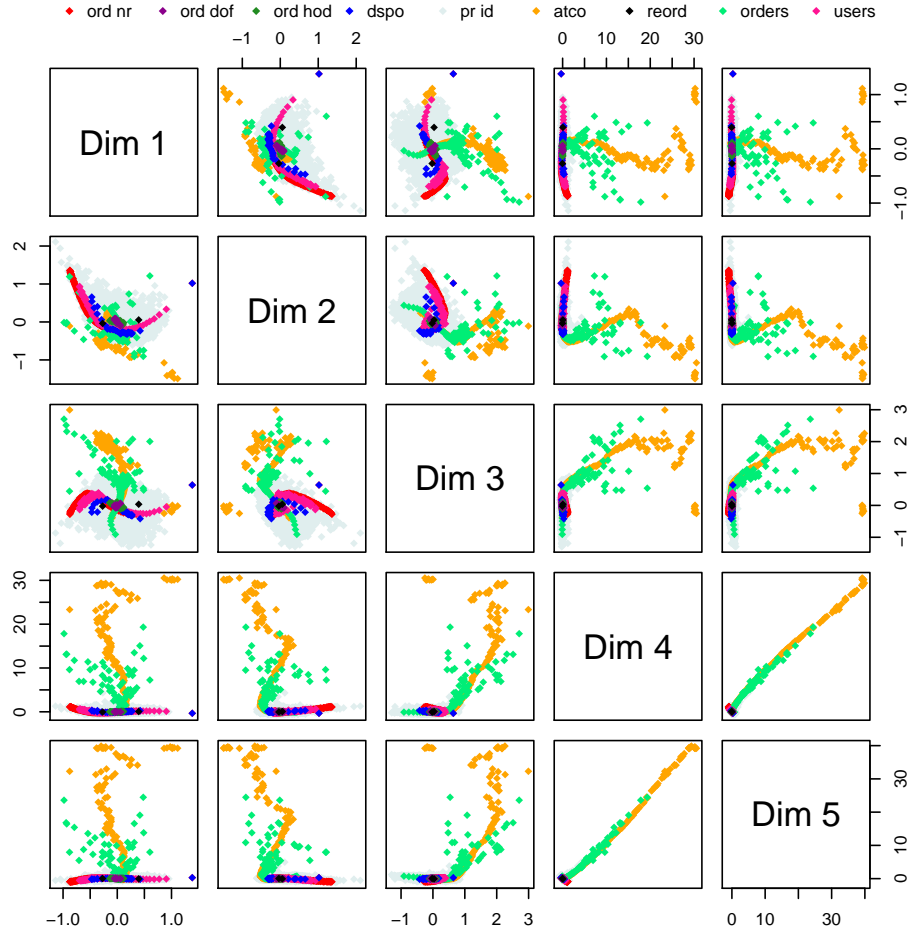 ord nr ord dof ord hod dspo pr id atco reord orders users
−1 0 1 2 0 10 20 30
Dim 1 −1.0 0.0 1.0
−1 0 1 2 Dim 2
Dim 3 −1 0 1 2 3
0 10 20 30 Dim 4
Dim 5 0 10 30
−1.0 0.0 1.0 −1 0 1 2 3 0 10 30